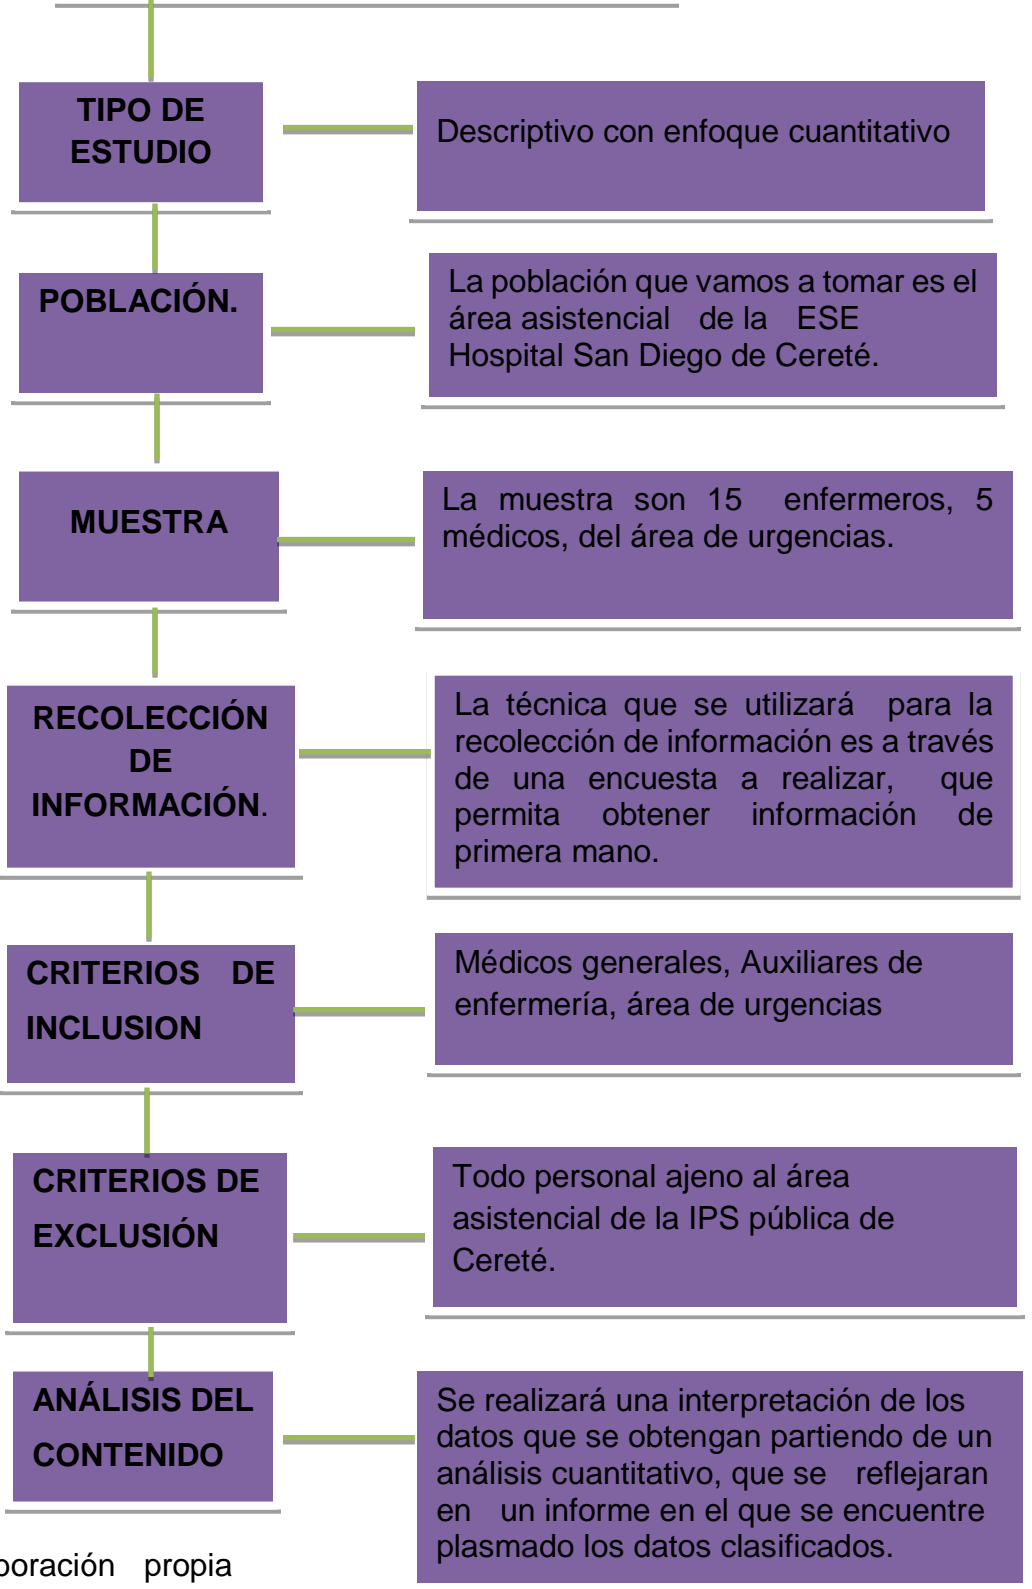 TIPO DE
ESTUDIO
Descriptivo con enfoque cuantitativo
POBLACIÓN.
La población que vamos a tomar es el
área asistencial de la ESE
Hospital San Diego de Cereté.
MUESTRA
La muestra son 15 enfermeros, 5
médicos, del área de urgencias.
RECOLECCIÓN
DE
INFORMACIÓN.
La técnica que se utilizará para la
recolección de información es a través
de una encuesta a realizar, que
permita obtener información de
primera mano.
CRITERIOS DE
INCLUSION
Médicos generales, Auxiliares de
enfermería, área de urgencias
CRITERIOS DE
EXCLUSIÓN
Todo personal ajeno al área
asistencial de la IPS pública de
Cereté.
ANÁLISIS DEL
CONTENIDO
Se realizará una interpretación de los
datos que se obtengan partiendo de un
análisis cuantitativo, que se reflejaran
en un informe en el que se encuentre
plasmado los datos clasificados.
propia